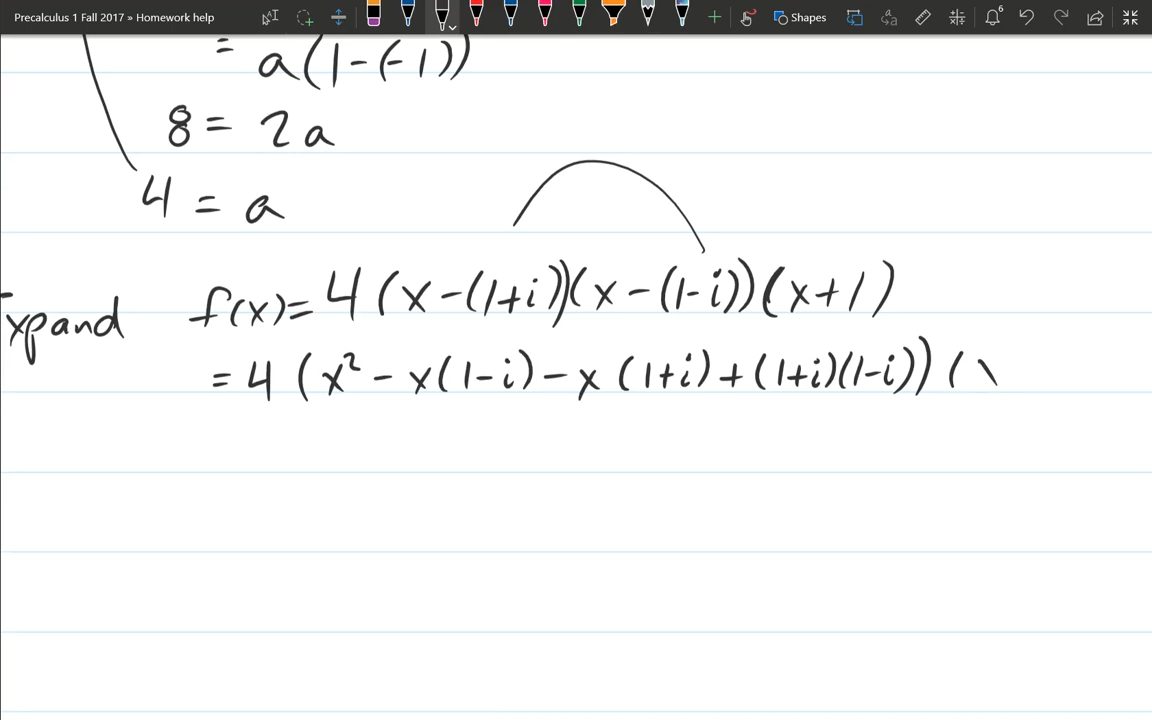 Precalculus 1 Fall 2017 » Homework help
Shapes
6
= a(1-(-1))
8 = 2a
4 = a
xpand f(x)=4(x-(1+i))(x-(1-i))(x+1)
= 4(x²-x(1-i)-x(1+i)+(1+i)(1-i))(